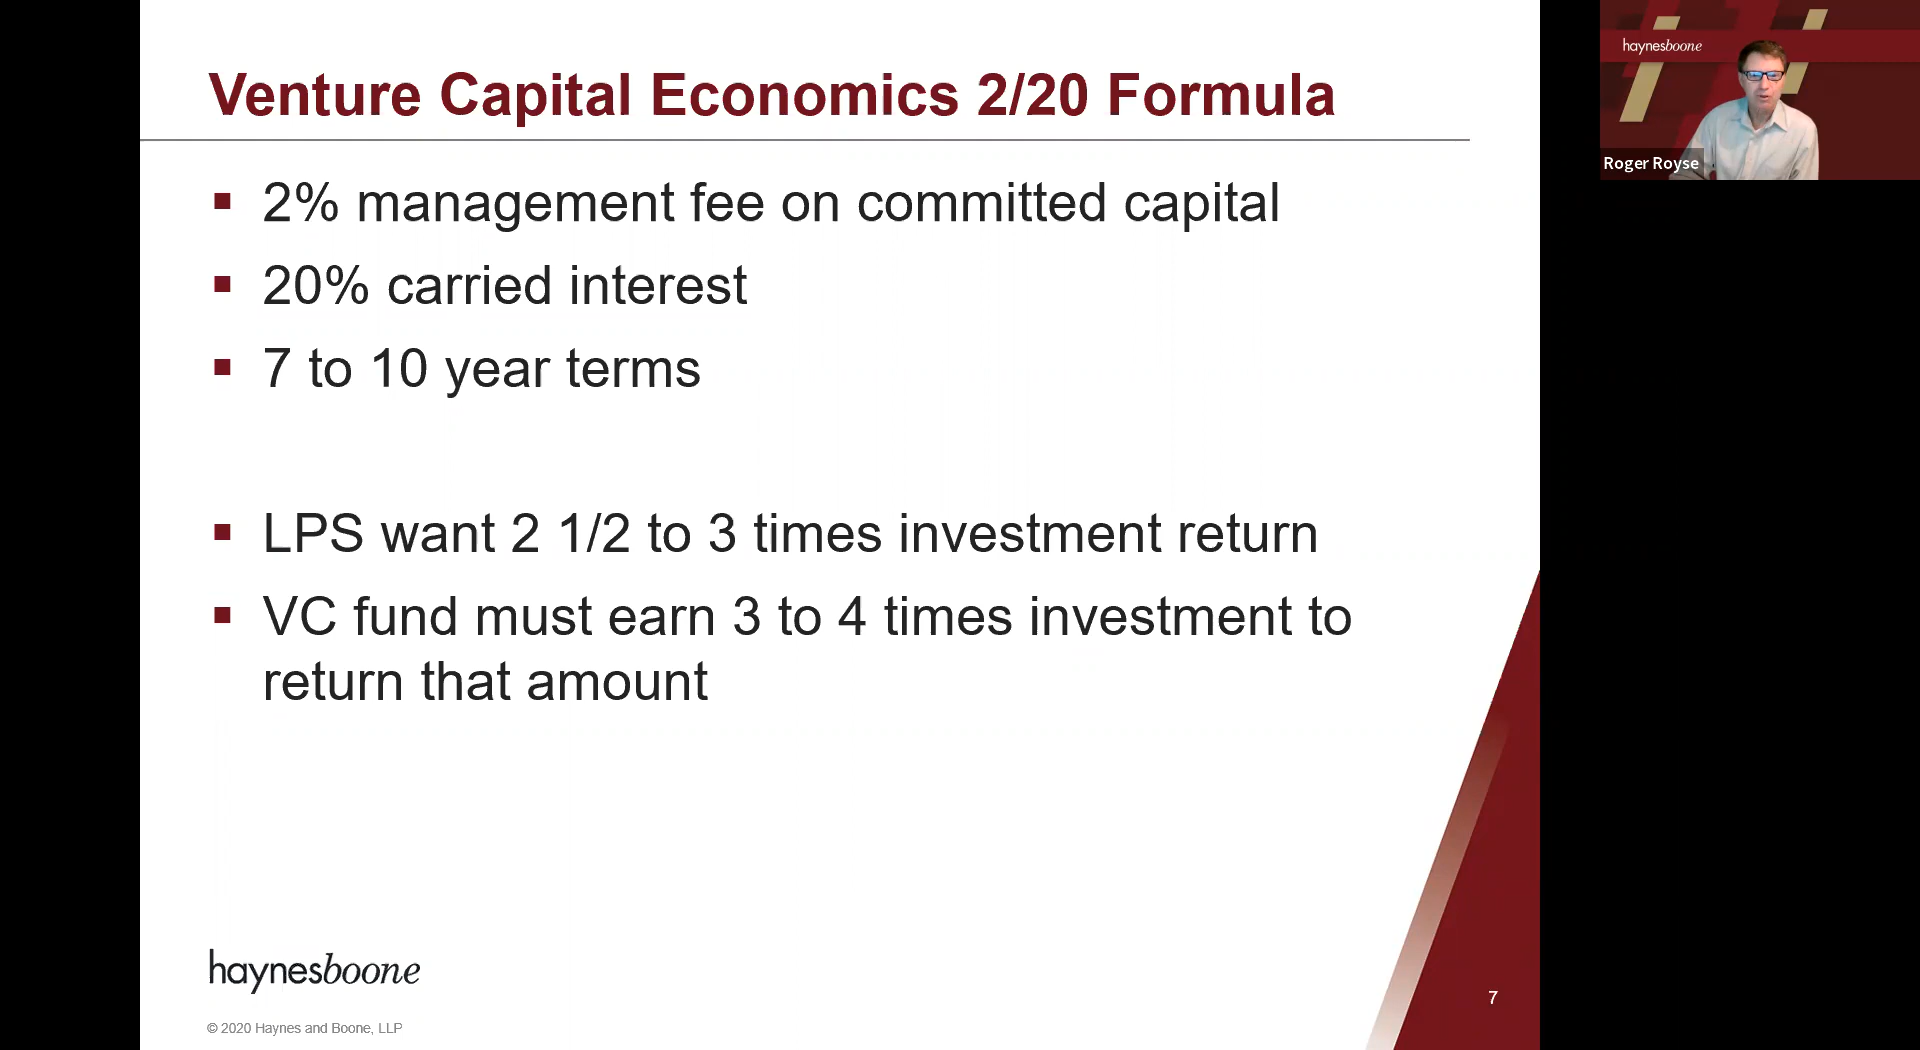 Venture Capital Economics 2/20 Formula
2% management fee on committed capital
20% carried interest
7 to 10 year terms
LPS want 2 1/2 to 3 times investment return
VC fund must earn 3 to 4 times investment to
return that amount
haynesboone
© 2020 Haynes and Boone, LLP
7
haynesboone
Roger Royse